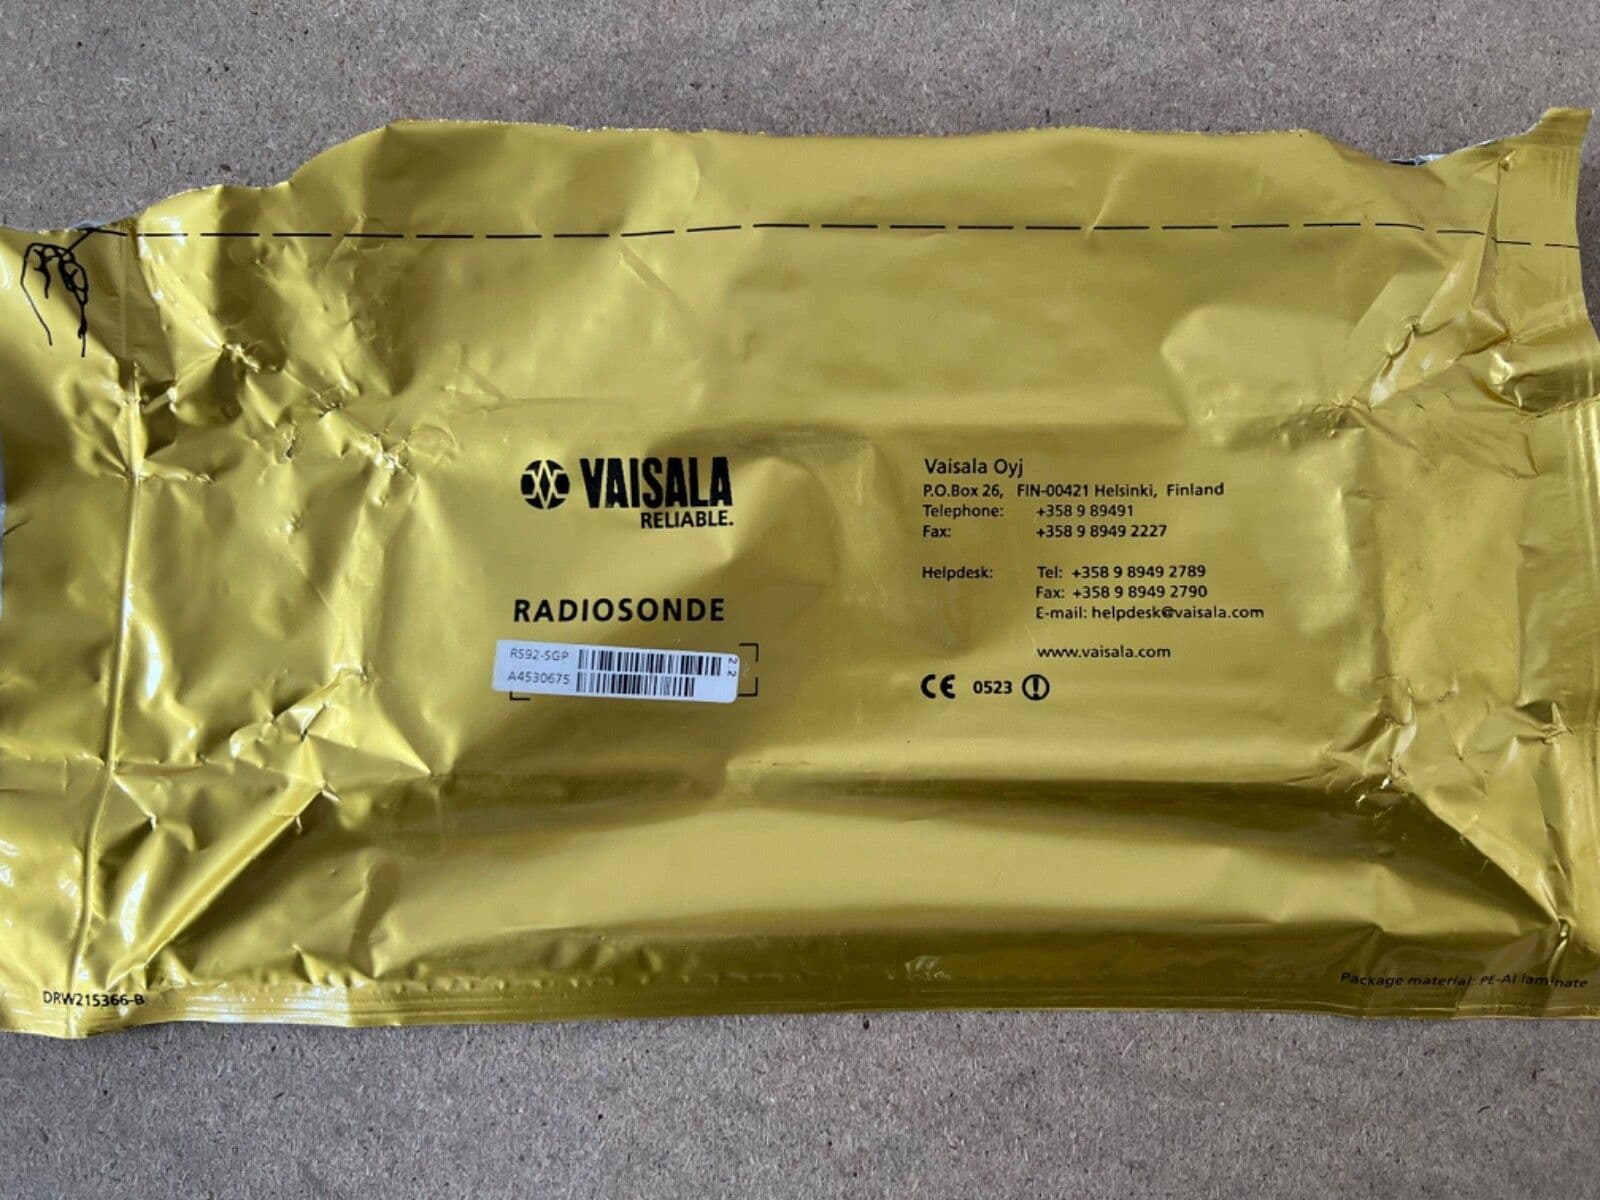 VAISALA
RELIABLE.
RADIOSONDE
RS92-SGP
A4530675
22
Vaisala Oyj
P.O.Box 26, FIN-00421 Helsinki, Finland
Telephone: +358 9 89491
Fax: +358 9 8949 2227
Helpdesk: Tel: +358 9 8949 2789
Fax: +358 9 8949 2790
E-mail: helpdesk@vaisala.com
www.vaisala.com
CE 0523
DRW215366-B
Package material: PE-Al laminate